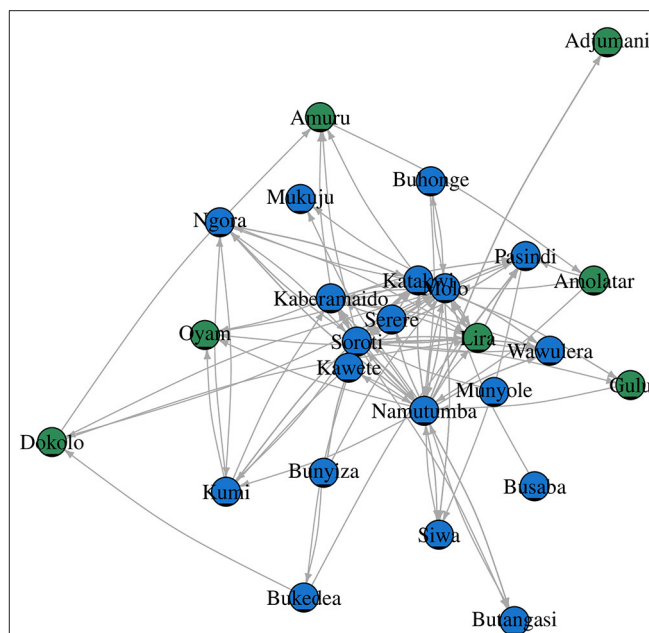 Adjumani
Amuru
Buhonge
Mukuju
Ngora
Pasindi
Katakwi
Amolatar
Molo
Kaberamaido
Serere
Oyam
Soroti
Lira
Wawulera
Kawete
Munyole
Gulu
Namutumba
Dokolo
Bunyiza
Busaba
Kumi
Siwa
Bukedea
Butangasi